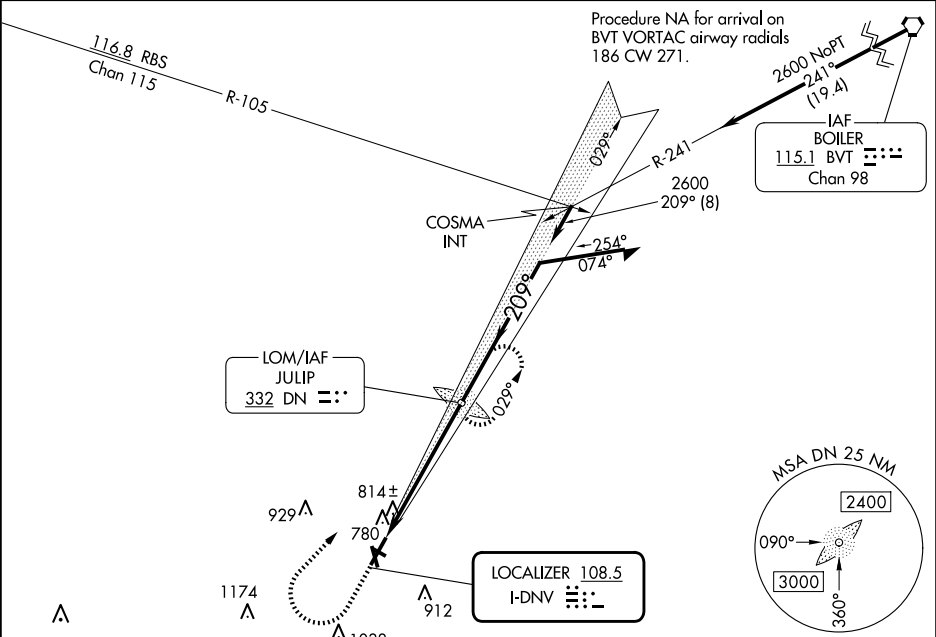 Procedure NA for arrival on
BVT VORTAC airway radials
186 CW 271.
116.8 RBS
Chan 115
R-105
2600 NoPT
241°
(19.4)
IAF
BOILER
115.1 BVT
Chan 98
029°
R-241
2600
209° (8)
COSMA
INT
254°
074°
209°
LOM/IAF
JULIP
332 DN
029°
MSA DN 25 NM
2400
090°
3000
360°
814±
929
780
LOCALIZER 108.5
I-DNV
1174
912